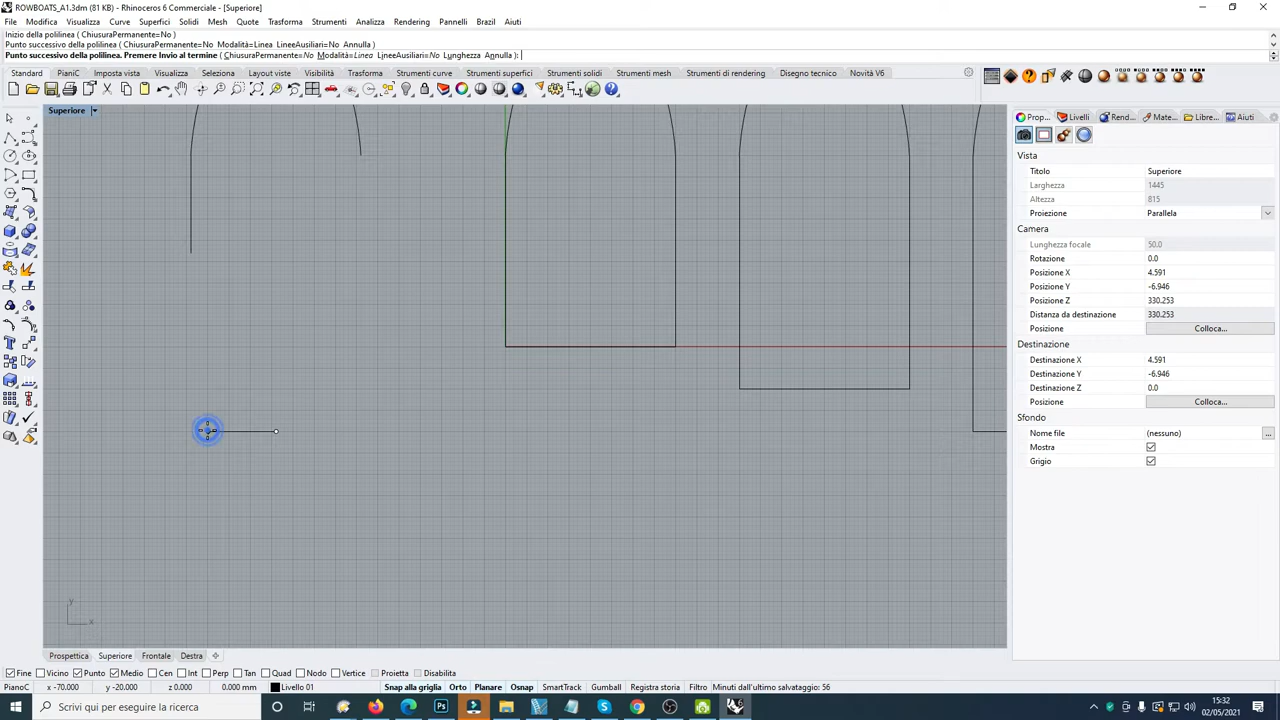 ROWBOATS_A1.3dm (81 KB) - Rhinoceros 6 Commerciale - [Superiore]
File Modifica Visualizza Curve Superfici Solidi Mesh Quote Trasforma Strumenti Analizza Rendering Pannelli Brazil Aiuti
Inizio della polilinea ( ChiusuraPermanente=No )
Punto successivo della polilinea ( ChiusuraPermanente=No Modalità=Linea LineeAusiliari=No Annulla )
Punto successivo della polilinea. Premere Invio al termine ( ChiusuraPermanente=No Modalità=Linea LineeAusiliari=No Lunghezza Annulla ):
Standard PianiC Imposta vista Visualizza Selezione Layout viste Visibilità Trasforma Strumenti curve Strumenti superfici Strumenti solidi Strumenti mesh Strumenti di rendering Disegno tecnico Novità V6
Superiore
Prop... Livelli Rend... Mate... Libre... Aiuti
Vista
Titolo Superiore
Larghezza 1445
Altezza 815
Proiezione Parallela
Camera
Lunghezza focale 50.0
Rotazione 0.0
Posizione X 4.591
Posizione Y -6.946
Posizione Z 330.253
Distanza da destinazione 330.253
Posizione Colloca...
Destinazione
Destinazione X 4.591
Destinazione Y -6.946
Destinazione Z 0.0
Posizione Colloca...
Sfondo
Nome file (nessuno) ...
Mostra
Grigio
y
x
Prospettica Superiore Frontale Destra
Fine Vicino Punto Medio Cen Int Perp Tan Quad Nodo Vertice Proietta Disabilita
PianoC x -70.000 y -20.000 z 0.000 0.000 mm Livello 01 Snap alla griglia Orto Planare Osnap SmartTrack Gumball Registra storia Filtro Minuti dall'ultimo salvataggio: 56
Scrivi qui per eseguire la ricerca
15:32
02/05/2021